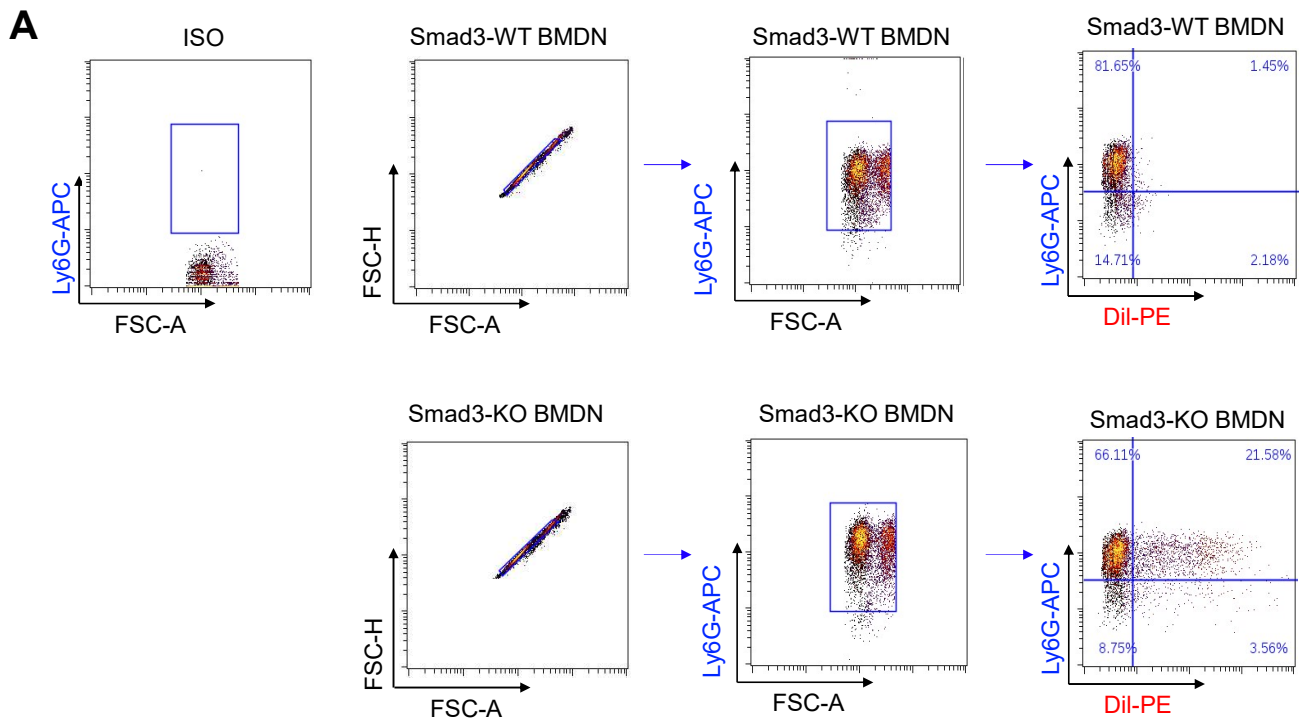 A
ISO
Smad3-WT BMDN
Smad3-WT BMDN
Smad3-WT BMDN
Ly6G-APC
FSC-A
FSC-H
FSC-A
Ly6G-APC
FSC-A
81.65%
1.45%
14.71%
2.18%
Ly6G-APC
Dil-PE
Smad3-KO BMDN
Smad3-KO BMDN
Smad3-KO BMDN
FSC-H
FSC-A
Ly6G-APC
FSC-A
66.11%
21.58%
8.75%
3.56%
Ly6G-APC
Dil-PE